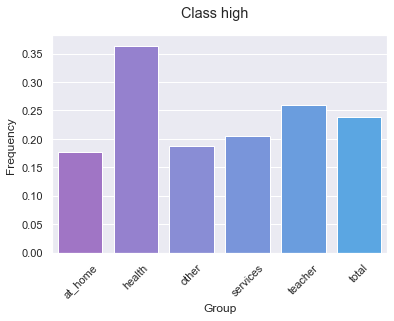 Class high
Frequency
0.35
0.30
0.25
0.20
0.15
0.10
0.05
0.00
at_home
health
other
services
teacher
total
Group